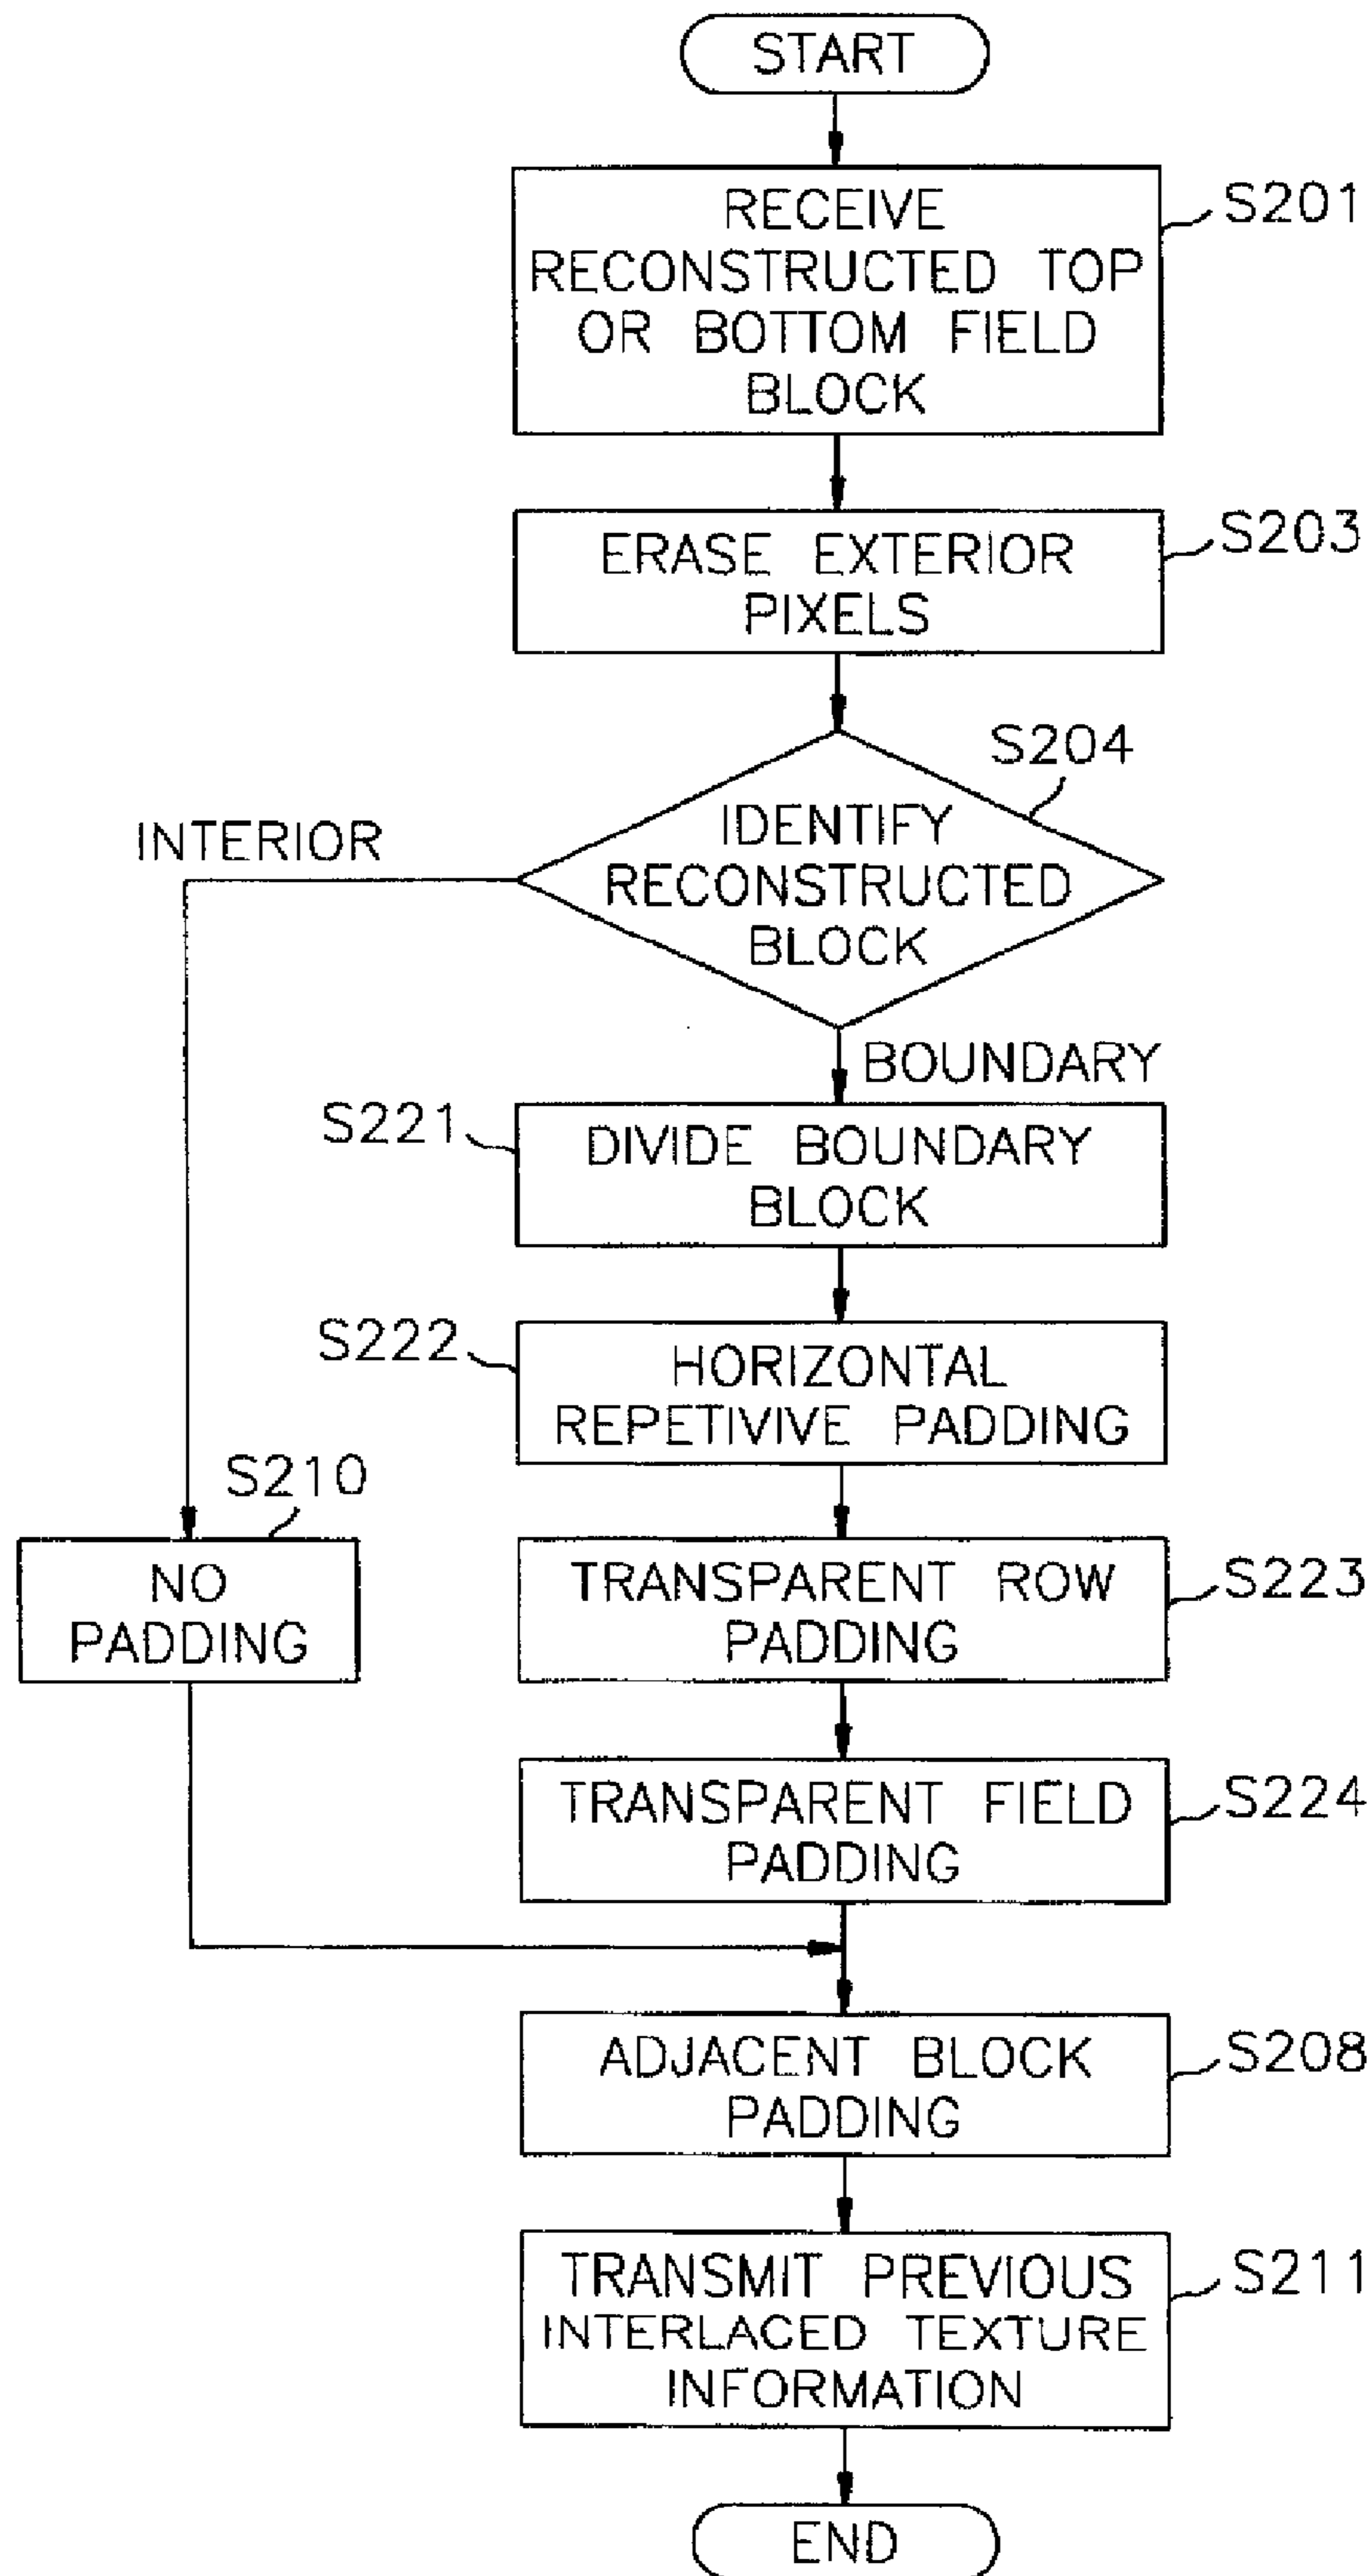 START
RECEIVE
RECONSTRUCTED TOP
OR BOTTOM FIELD
BLOCK
S201
ERASE EXTERIOR
PIXELS
S203
IDENTIFY
RECONSTRUCTED
BLOCK
S204
INTERIOR
BOUNDARY
S221
DIVIDE BOUNDARY
BLOCK
S222
HORIZONTAL
REPETIVIVE PADDING
S210
NO
PADDING
TRANSPARENT ROW
PADDING
S223
TRANSPARENT FIELD
PADDING
S224
ADJACENT BLOCK
PADDING
S208
TRANSMIT PREVIOUS
INTERLACED TEXTURE
INFORMATION
S211
END